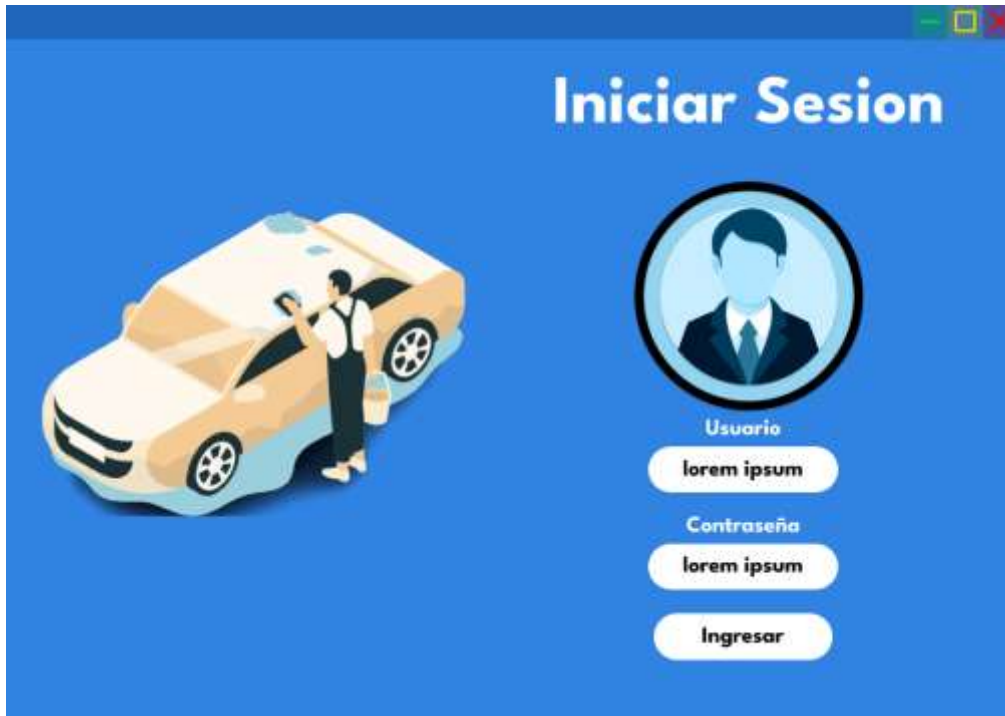 Iniciar Sesion
Usuario
lorem ipsum
Contraseña
lorem ipsum
Ingresar